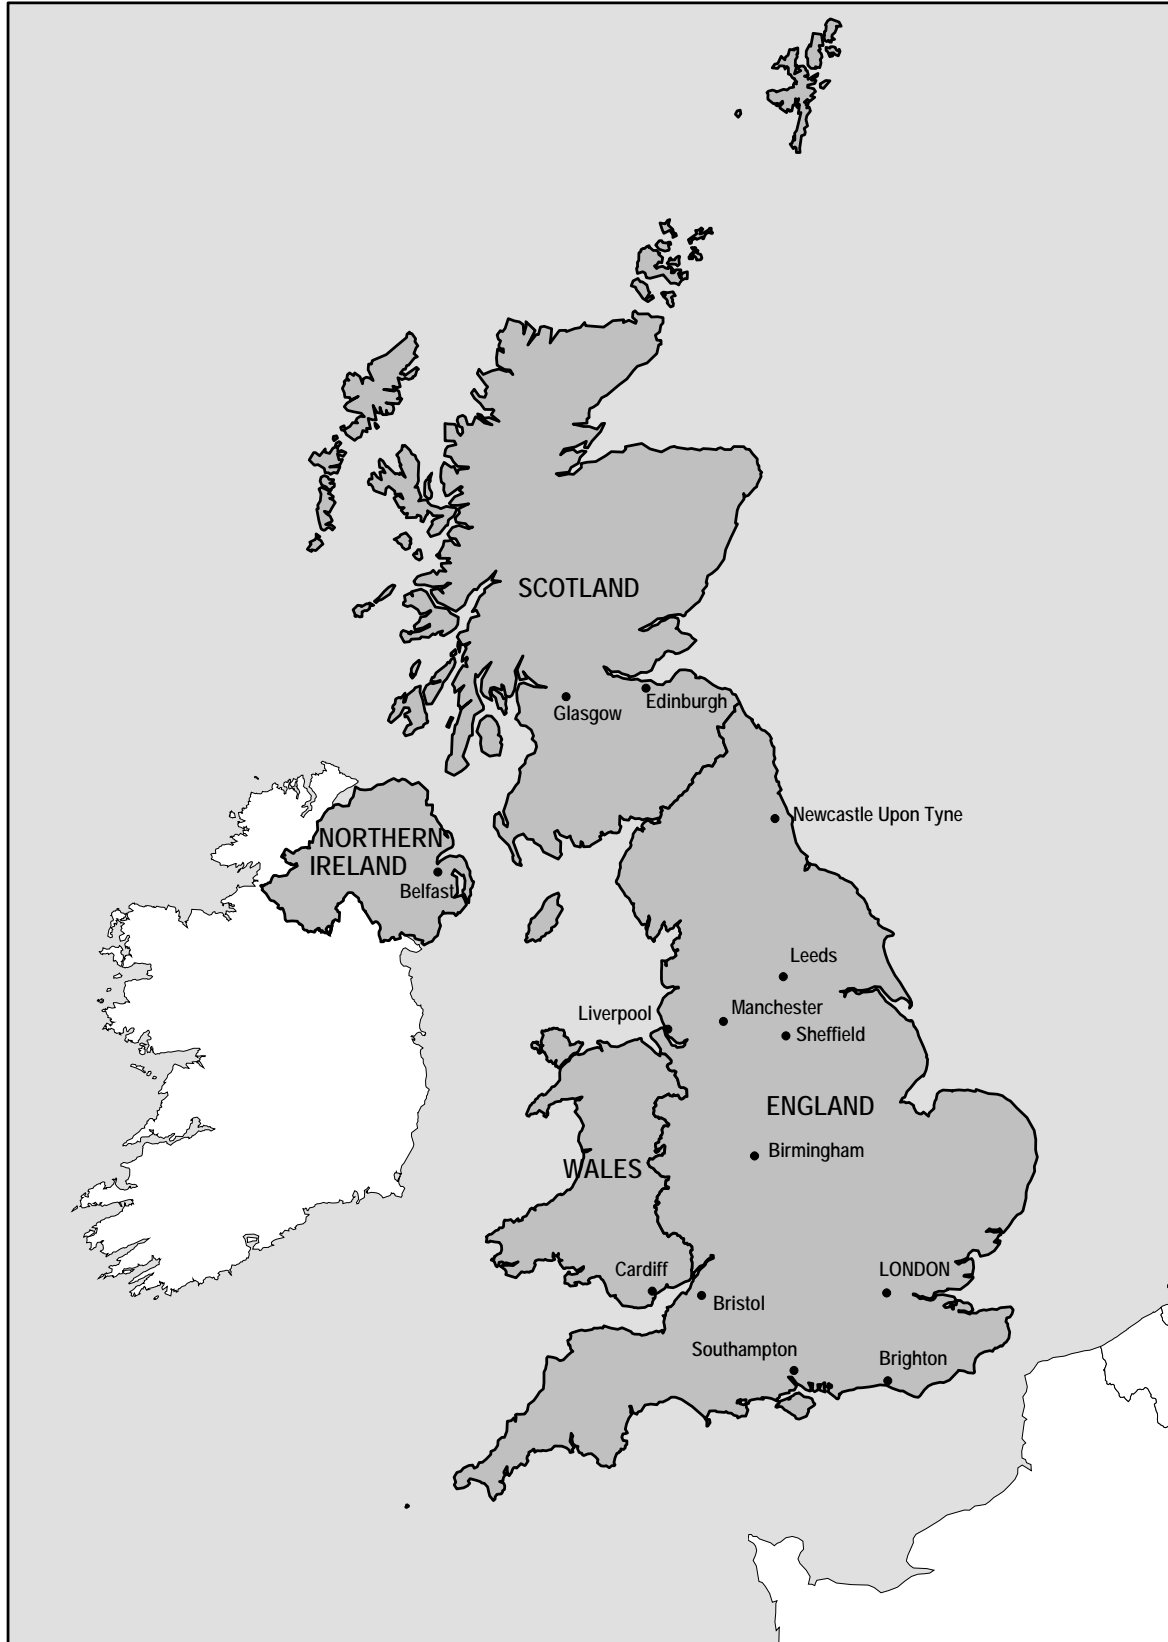 SCOTLAND
Edinburgh
Glasgow
Newcastle Upon Tyne
NORTHERN
IRELAND
Belfast
Leeds
Manchester
Liverpool
Sheffield
ENGLAND
Birmingham
WALES
Cardiff
LONDON
Bristol
Southampton
Brighton